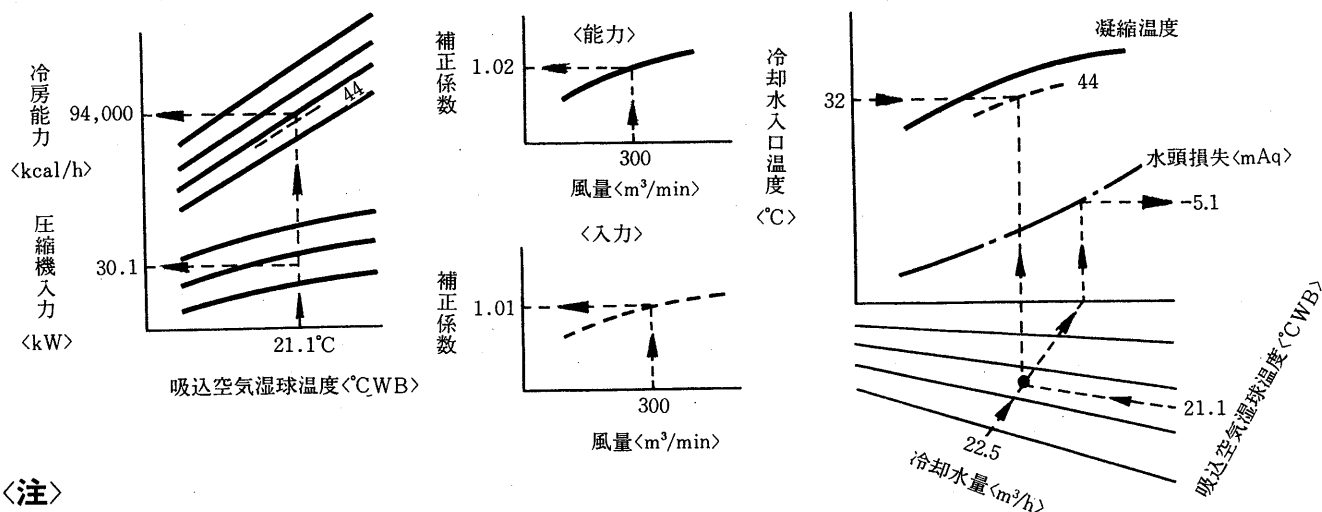 冷房能力
<kcal/h>
94,000
44
圧縮機入力
<kW>
30.1
21.1℃
吸込空気湿球温度<℃WB>
補正係数
<能力>
1.02
300
風量<m³/min>
<入力>
補正係数
1.01
300
風量<m³/min>
冷却水入口温度
<℃>
32
凝縮温度
44
水頭損失<mAq>
-5.1
21.1
22.5
冷却水量<m³/h>
吸込空気湿球温度<℃WB>
<注>